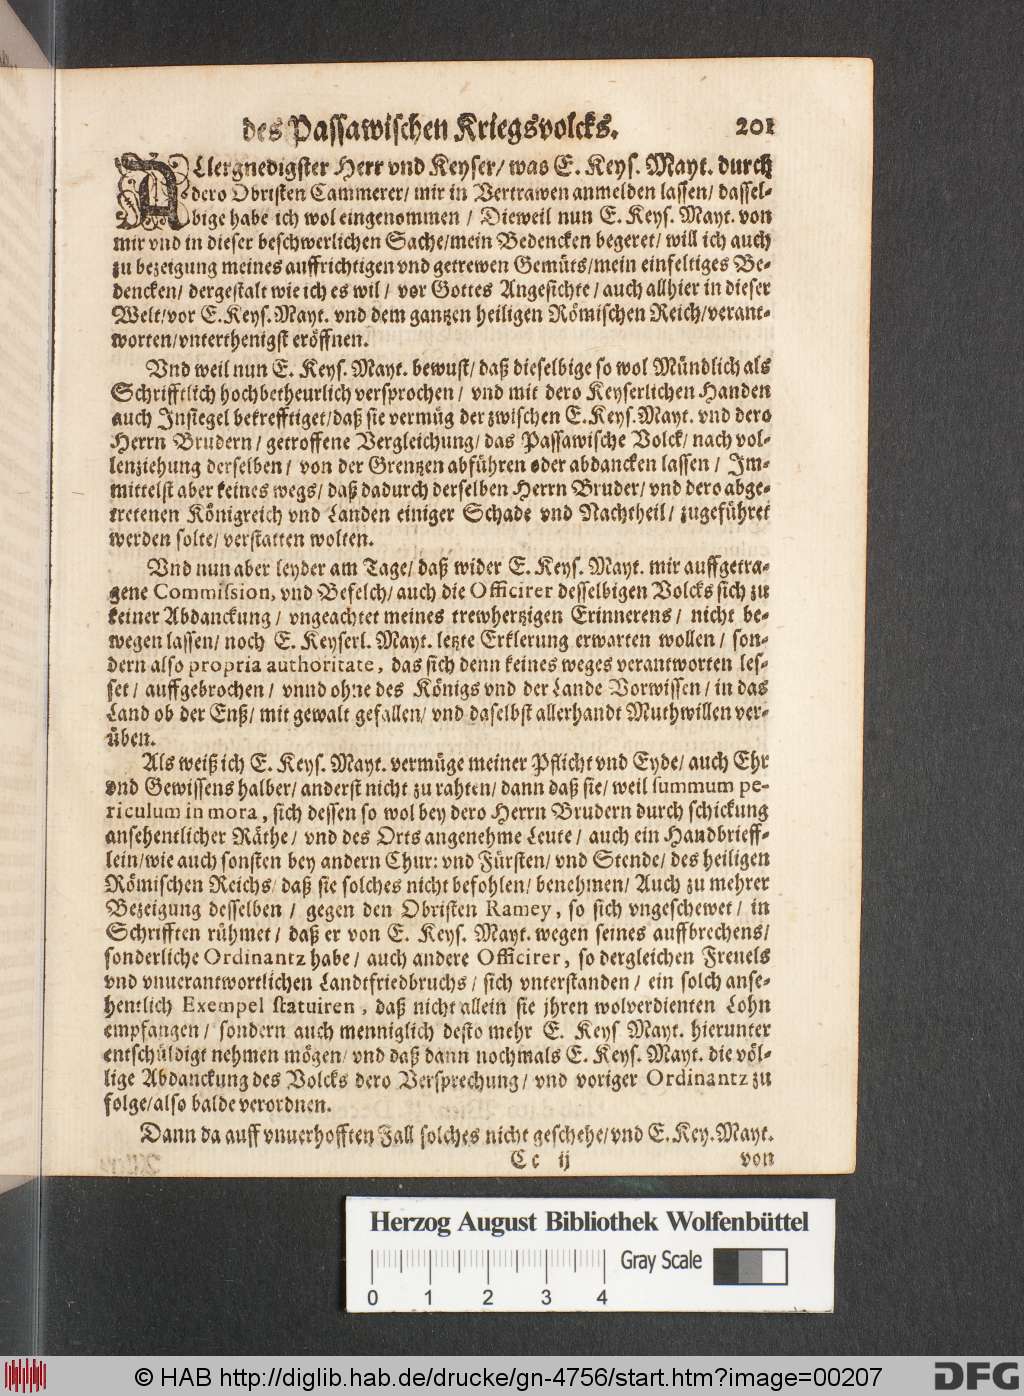 des Passawischen Kriegsvolcks. 201
ALlergnedigster Herr vnd Keyser/ was E. Keys. Mayt. durch
dero Obristen Cammerer/ mir in Vertrawen anmelden lassen/ dassel-
bige habe ich wol eingenommen / Dieweil nun E. Keys. Mayt. von
mir vnd in dieser beschwerlichen Sache/mein Bedencken begeret/ will ich auch
zu bezeigung meines auffrichtigen vnd getrewen Gemüts/mein einfeltiges Be-
dencken/ dergestalt wie ich es wil / vor Gottes Angesichte / auch allhier in dieser
Welt/vor E.Keys. Mayt. vnd dem gantzen heiligen Römischen Reich/verant-
worten/vnterthenigst eröffnen.
Vnd weil nun E. Keys. Mayt. bewust/ daß dieselbige so wol Mündlich als
Schrifftlich hochbetheurlich versprochen / vnd mit dero Keyserlichen Handen
auch Insiegel bekrefftiget/daß sie vermüg der zwischen E.Keys.Mayt. vnd dero
Herrn Brudern / getroffene Vergleichung/ das Passawische Volck/ nach vol-
lenziehung derselben / von der Grentzen abführen oder abdancken lassen / Im-
mittelst aber keines wegs/ daß dadurch derselben Herrn Bruder/ vnd dero abge-
tretenen Königreich vnd Landen einiger Schade vnd Nachtheil / zugeführet
werden solte/ verstatten wolten.
Vnd nun aber leyder am Tage/ daß wider E. Keys. Mayt. mir auffgetra-
gene Commission, vnd Befelch/ auch die Officirer desselbigen Volcks sich zu
keiner Abdanckung / vngeachtet meines trewhertzigen Erinnerens / nicht be-
wegen lassen/ noch E. Keyserl. Mayt. letzte Erklerung erwarten wollen / son-
dern also propria authoritate, das sich denn keines weges verantworten les-
set / auffgebrochen / vnnd ohne des Königs vnd der Lande Vorwissen / in das
Land ob der Enß/ mit gewalt gefallen/ vnd daselbst allerhandt Muthwillen ver-
üben.
Als weiß ich E. Keys. Mayt. vermüge meiner Pflicht vnd Eyde/ auch Ehr
vnd Gewissens halber/ anderst nicht zu rahten/ dann daß sie/ weil summum pe-
riculum in mora, sich dessen so wol bey dero Herrn Brudern durch schickung
ansehentlicher Räthe/ vnd des Orts angenehme Leute / auch ein Handbrieff-
lein/wie auch sonsten bey andern Chur: vnd Fürsten/ vnd Stende/ des heiligen
Römischen Reichs/ daß sie solches nicht befohlen/ benehmen/ Auch zu mehrer
Bezeigung desselben / gegen den Obristen Ramey, so sich vngeschewet / in
Schrifften rühmet / daß er von E. Keys. Mayt. wegen seines auffbrechens/
sonderliche Ordinantz habe / auch andere Officirer, so dergleichen Freuels
vnd vnuerantwortlichen Landtfriedbruchs / sich vnterstanden / ein solch anse-
hentlich Exempel statuiren, daß nicht allein sie jhren wolverdienten Lohn
empfangen / sondern auch menniglich desto mehr E. Keys Mayt. hierunter
entschüldigt nehmen mögen/ vnd daß dann nochmals E. Keys. Mayt. die völ-
lige Abdanckung des Volcks dero Versprechung / vnd voriger Ordinantz zu
folge/also balde verordnen.
Dann da auff vnuerhofften Fall solches nicht geschehe/vnd E. Key. Mayt.
Cc ij von
Herzog August Bibliothek Wolfenbüttel
Gray Scale
0 1 2 3 4
© HAB http://diglib.hab.de/drucke/gn-4756/start.htm?image=00207
DFG